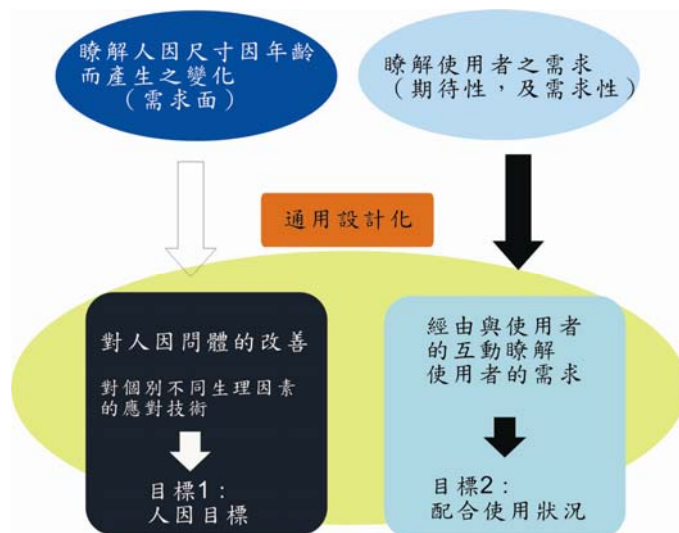 瞭解人因尺寸因年齡
而產生之變化
（需求面）
瞭解使用者之需求
（期待性，及需求性）
通用設計化
對人因問體的改善
對個別不同生理因素
的應對技術
目標1：
人因目標
經由與使用者
的互動瞭解
使用者的需求
目標2：
配合使用狀況